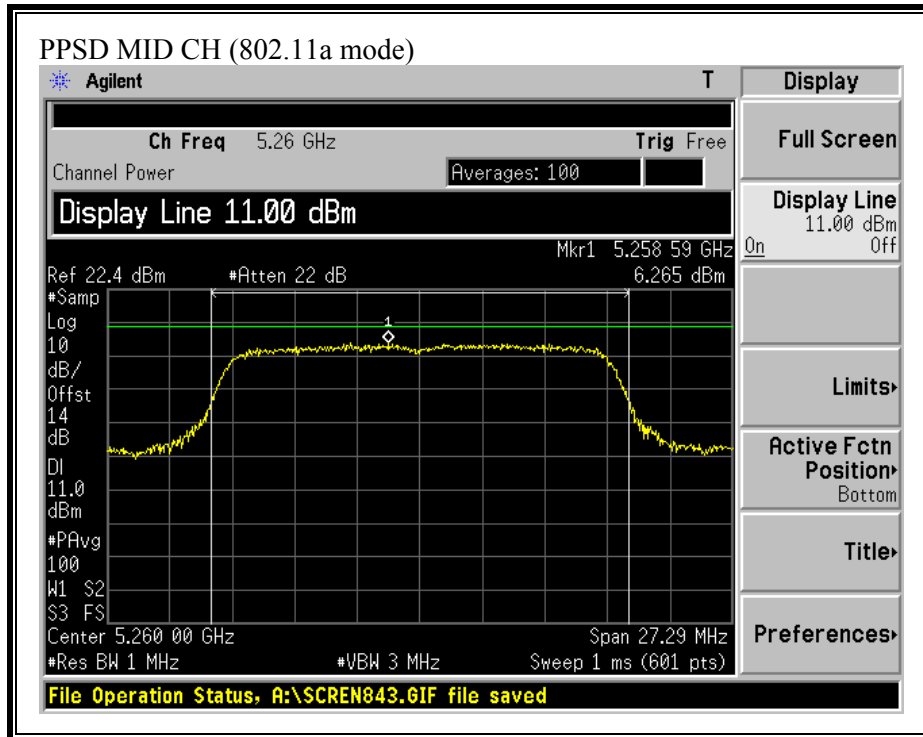 PPSD MID CH (802.11a mode)
Agilent T
Ch Freq 5.26 GHz Trig Free
Channel Power Averages: 100
Display Line 11.00 dBm
Mkr1 5.258 59 GHz
Ref 22.4 dBm #Atten 22 dB 6.265 dBm
#Samp
Log
10
dB/
Offst
14
dB
DI
11.0
dBm
#PAvg
100
W1 S2
S3 FS
1
Center 5.260 00 GHz Span 27.29 MHz
#Res BW 1 MHz #VBW 3 MHz Sweep 1 ms (601 pts)
File Operation Status, A:\SCREN843.GIF file saved
Display
Full Screen
Display Line
11.00 dBm
On Off
Limits
Active Fctn
Position
Bottom
Title
Preferences